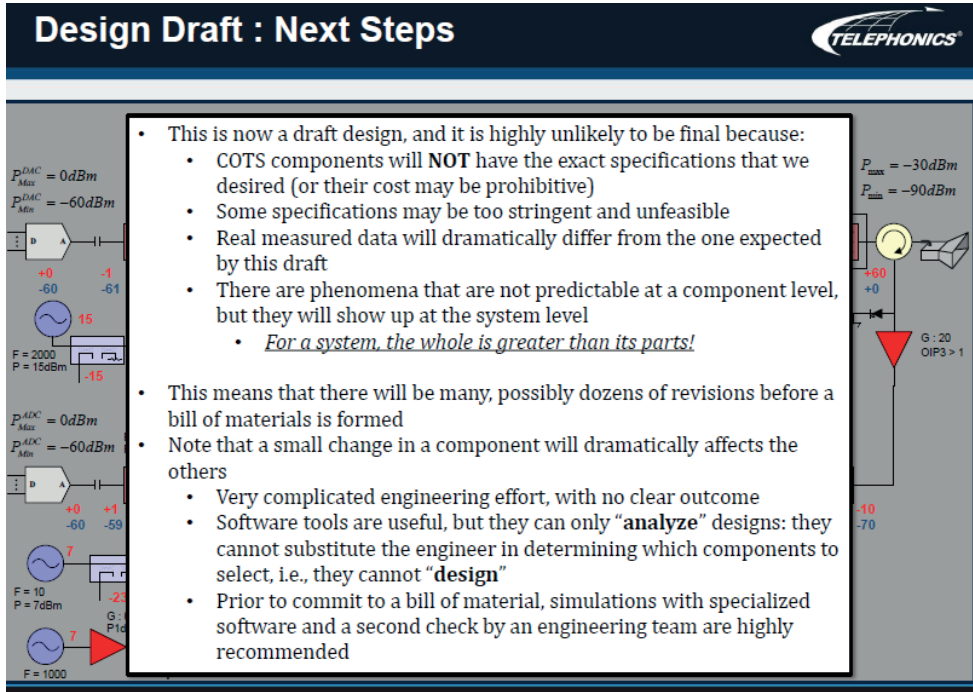 Design Draft : Next Steps
TELEPHONICS®
• This is now a draft design, and it is highly unlikely to be final because:
• COTS components will NOT have the exact specifications that we
desired (or their cost may be prohibitive)
• Some specifications may be too stringent and unfeasible
• Real measured data will dramatically differ from the one expected
by this draft
• There are phenomena that are not predictable at a component level,
but they will show up at the system level
• For a system, the whole is greater than its parts!
• This means that there will be many, possibly dozens of revisions before a
bill of materials is formed
• Note that a small change in a component will dramatically affects the
others
• Very complicated engineering effort, with no clear outcome
• Software tools are useful, but they can only “analyze” designs: they
cannot substitute the engineer in determining which components to
select, i.e., they cannot “design”
• Prior to commit to a bill of material, simulations with specialized
software and a second check by an engineering team are highly
recommended
P_Max^DAC = 0dBm
P_Min^DAC = −60dBm
D A
+0 -1
-60 -61
15
F = 2000
P = 15dBm
-15
P_Max^ADC = 0dBm
P_Min^ADC = −60dBm
D A
+0 +1
-60 -59
7
F = 10
P = 7dBm
-23
G :
P1d
7
F = 1000
P_max = −30dBm
P_min = −90dBm
+60
+0
G : 20
OIP3 > 1
-10
-70